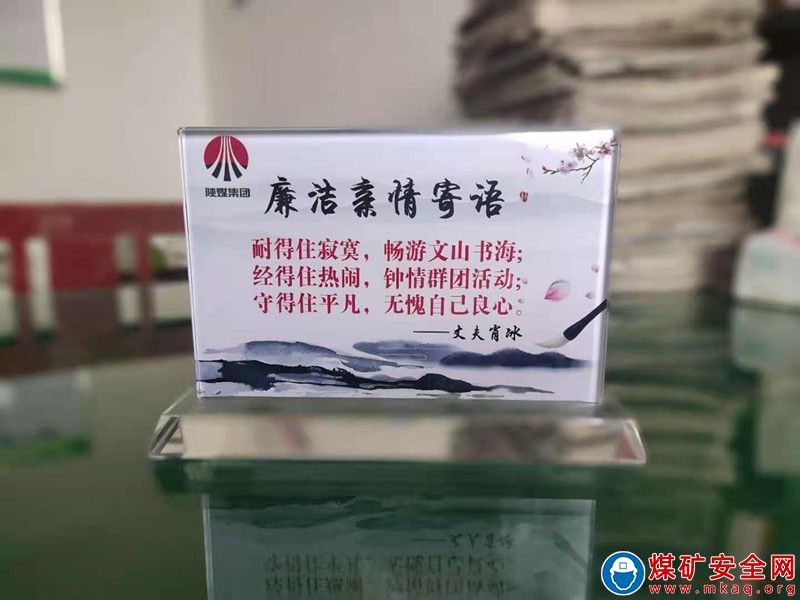 陕煤集团
廉洁亲情寄语
耐得住寂寞，畅游文山书海;
经得住热闹，钟情群团活动;
守得住平凡，无愧自己良心。
——丈夫肖冰
煤矿安全网
www.mkaq.org